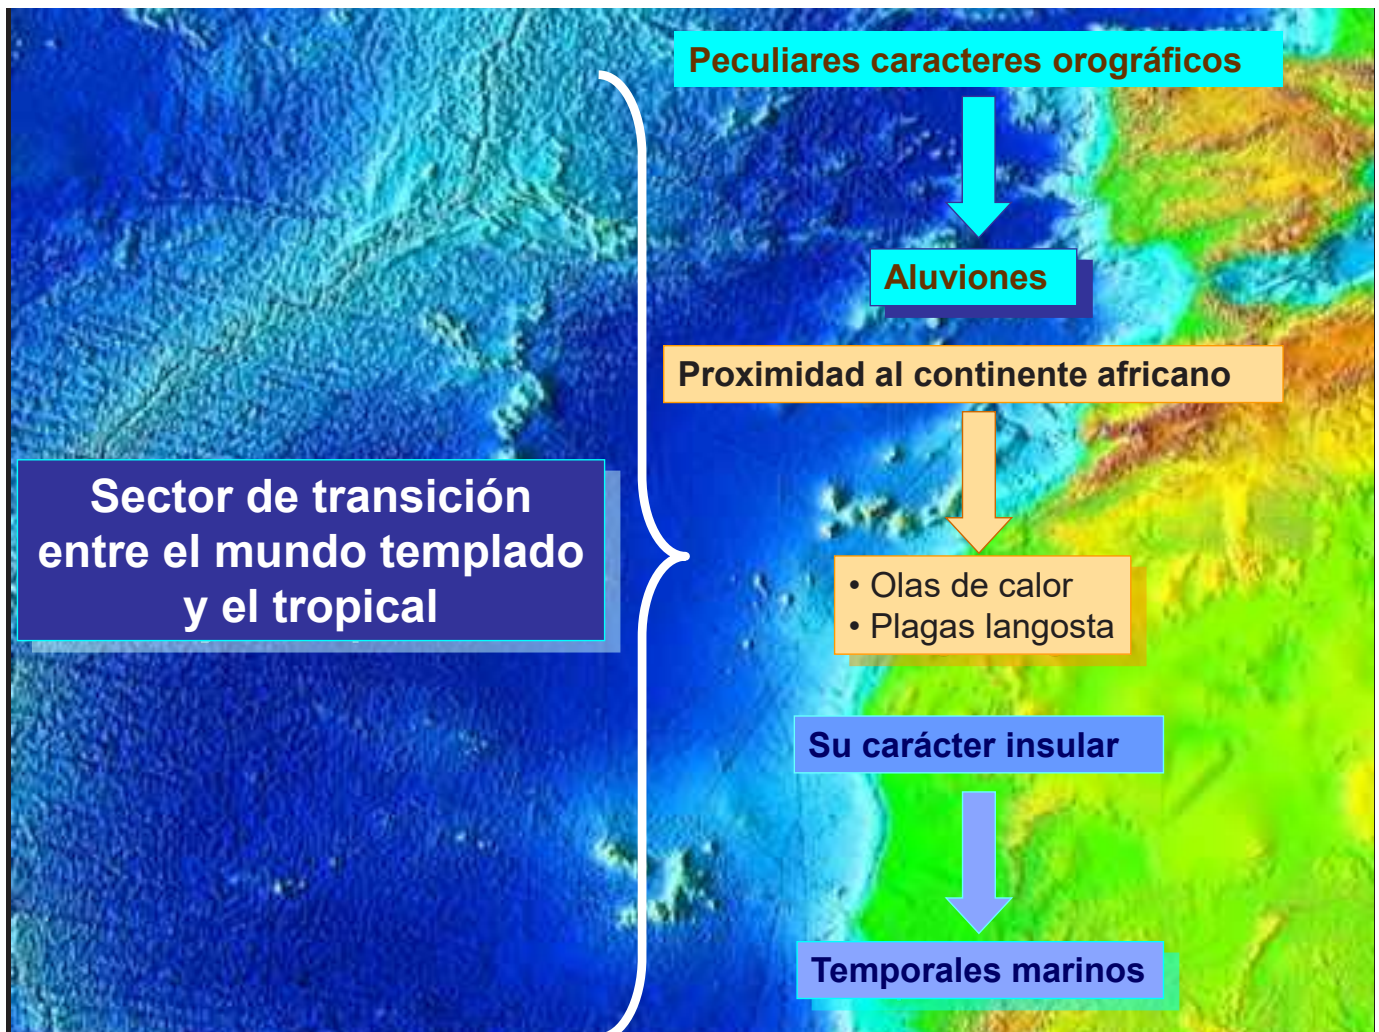 Peculiares caracteres orográficos
Aluviones
Proximidad al continente africano
Sector de transición
entre el mundo templado
y el tropical
• Olas de calor
• Plagas langosta
Su carácter insular
Temporales marinos